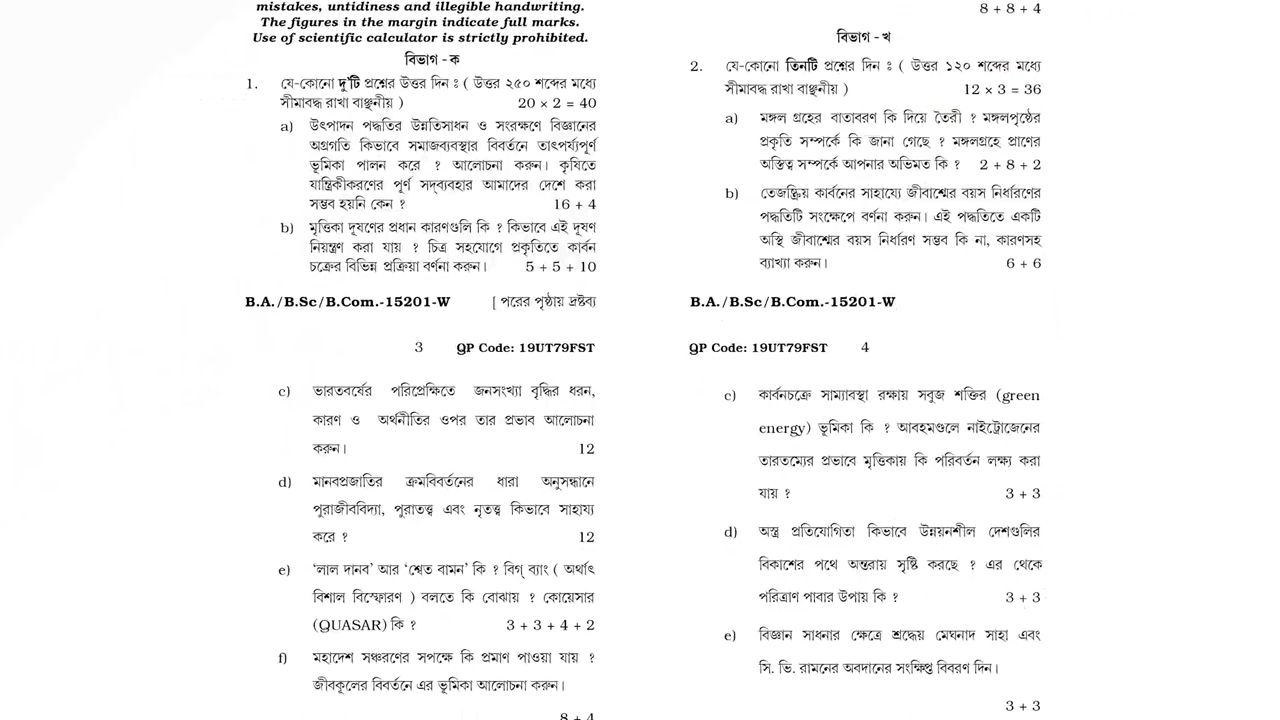 mistakes, untidiness and illegible handwriting.
The figures in the margin indicate full marks.
Use of scientific calculator is strictly prohibited.
বিভাগ - ক
1. যে-কোনো দু'টি প্রশ্নের উত্তর দিন ঃ ( উত্তর ২৫০ শব্দের মধ্যে
সীমাবদ্ধ রাখা বাঞ্ছনীয় ) 20 × 2 = 40
a) উৎপাদন পদ্ধতির উন্নতিসাধন ও সংরক্ষণে বিজ্ঞানের
অগ্রগতি কিভাবে সমাজব্যবস্থার বিবর্তনে তাৎপর্যপূর্ণ
ভূমিকা পালন করে ? আলোচনা করুন। কৃষিতে
যান্ত্রিকীকরণের পূর্ণ সদ্‌ব্যবহার আমাদের দেশে করা
সম্ভব হয়নি কেন ? 16 + 4
b) মৃত্তিকা দূষণের প্রধান কারণগুলি কি ? কিভাবে এই দূষণ
নিয়ন্ত্রণ করা যায় ? চিত্র সহযোগে প্রকৃতিতে কার্বন
চক্রের বিভিন্ন প্রক্রিয়া বর্ণনা করুন। 5 + 5 + 10
B.A./B.Sc/B.Com.-15201-W [ পরের পৃষ্ঠায় দ্রষ্টব্য
8 + 8 + 4
বিভাগ - খ
2. যে-কোনো তিনটি প্রশ্নের দিন ঃ ( উত্তর ১২০ শব্দের মধ্যে
সীমাবদ্ধ রাখা বাঞ্ছনীয় ) 12 × 3 = 36
a) মঙ্গল গ্রহের বাতাবরণ কি দিয়ে তৈরী ? মঙ্গলপৃষ্ঠের
প্রকৃতি সম্পর্কে কি জানা গেছে ? মঙ্গলগ্রহে প্রাণের
অস্তিত্ব সম্পর্কে আপনার অভিমত কি ? 2 + 8 + 2
b) তেজষ্ক্রিয় কার্বনের সাহায্যে জীবাশ্মের বয়স নির্ধারণের
পদ্ধতিটি সংক্ষেপে বর্ণনা করুন। এই পদ্ধতিতে একটি
অস্থি জীবাশ্মের বয়স নির্ধারণ সম্ভব কি না, কারণসহ
ব্যাখ্যা করুন। 6 + 6
B.A./B.Sc/B.Com.-15201-W
3 QP Code: 19UT79FST
c) ভারতবর্ষের পরিপ্রেক্ষিতে জনসংখ্যা বৃদ্ধির ধরন,
কারণ ও অর্থনীতির ওপর তার প্রভাব আলোচনা
করুন। 12
d) মানবপ্রজাতির ক্রমবিবর্তনের ধারা অনুসন্ধানে
পুরাজীববিদ্যা, পুরাতত্ত্ব এবং নৃতত্ত্ব কিভাবে সাহায্য
করে ? 12
e) 'লাল দানব' আর 'শ্বেত বামন' কি ? বিগ্ ব্যাং ( অর্থাৎ
বিশাল বিস্ফোরণ ) বলতে কি বোঝায় ? কোয়েসার
(QUASAR) কি ? 3 + 3 + 4 + 2
f) মহাদেশ সঞ্চরণের সপক্ষে কি প্রমাণ পাওয়া যায় ?
জীবকূলের বিবর্তনে এর ভূমিকা আলোচনা করুন।
8 + 4
QP Code: 19UT79FST 4
c) কার্বনচক্রে সাম্যাবস্থা রক্ষায় সবুজ শক্তির (green
energy) ভূমিকা কি ? আবহমণ্ডলে নাইট্রোজেনের
তারতম্যের প্রভাবে মৃত্তিকায় কি পরিবর্তন লক্ষ্য করা
যায় ? 3 + 3
d) অস্ত্র প্রতিযোগিতা কিভাবে উন্নয়নশীল দেশগুলির
বিকাশের পথে অন্তরায় সৃষ্টি করছে ? এর থেকে
পরিত্রাণ পাবার উপায় কি ? 3 + 3
e) বিজ্ঞান সাধনার ক্ষেত্রে শ্রদ্ধেয় মেঘনাদ সাহা এবং
সি. ভি. রামনের অবদানের সংক্ষিপ্ত বিবরণ দিন।
3 + 3